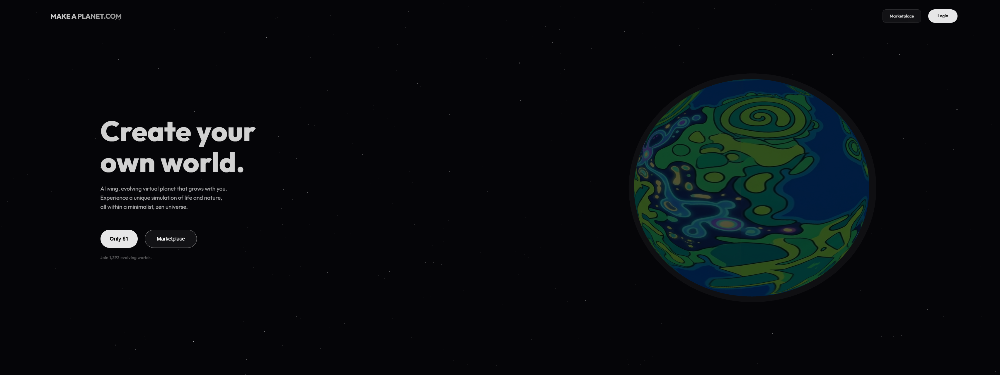 MAKE A PLANET.COM
Marketplace
Login
Create your
own world.
A living, evolving virtual planet that grows with you.
Experience a unique simulation of life and nature,
all within a minimalist, zen universe.
Only $1
Marketplace
Join 1,392 evolving worlds.